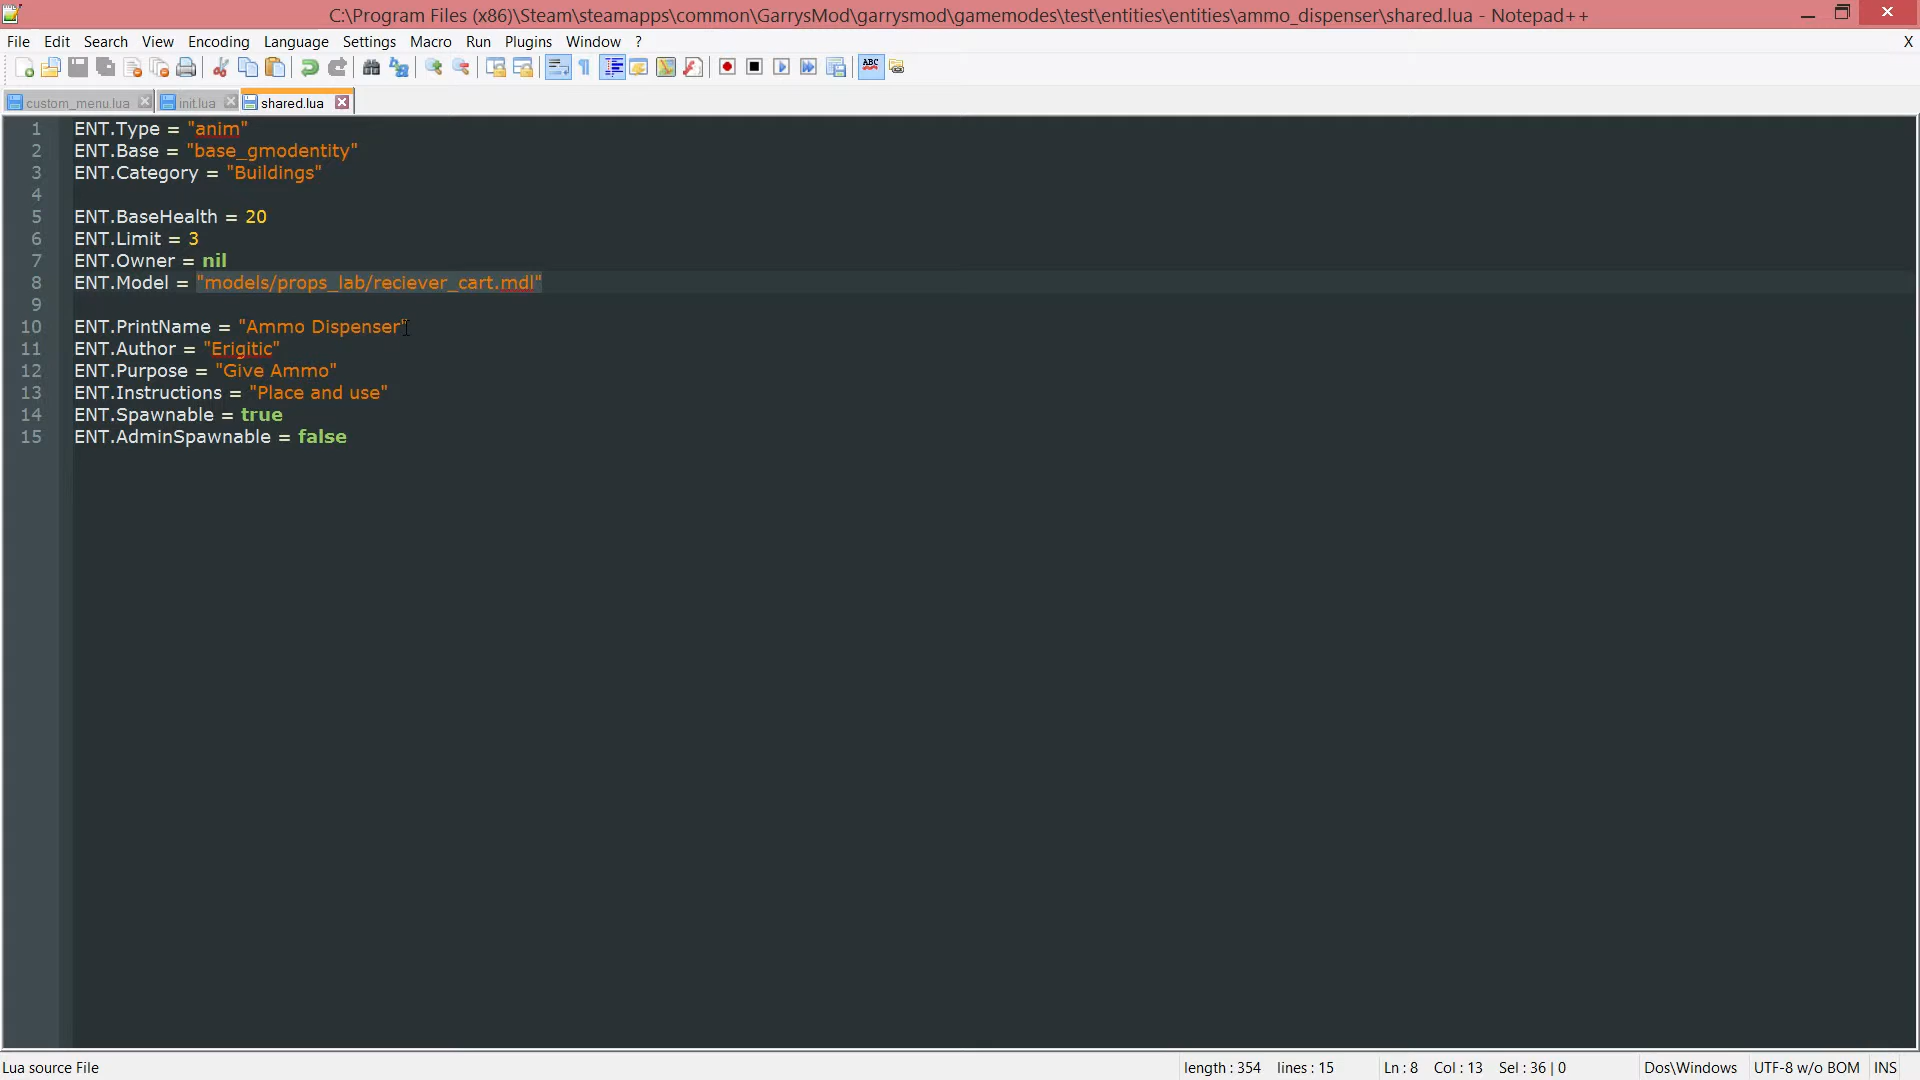 C:\Program Files (x86)\Steam\steamapps\common\GarrysMod\garrysmod\gamemodes\test\entities\entities\ammo_dispenser\shared.lua - Notepad++
File Edit Search View Encoding Language Settings Macro Run Plugins Window ? X
ABC
custom_menu.lua init.lua shared.lua
1 ENT.Type = "anim"
2 ENT.Base = "base_gmodentity"
3 ENT.Category = "Buildings"
4
5 ENT.BaseHealth = 20
6 ENT.Limit = 3
7 ENT.Owner = nil
8 ENT.Model = "models/props_lab/reciever_cart.mdl"
9
10 ENT.PrintName = "Ammo Dispenser"
11 ENT.Author = "Erigitic"
12 ENT.Purpose = "Give Ammo"
13 ENT.Instructions = "Place and use"
14 ENT.Spawnable = true
15 ENT.AdminSpawnable = false
Lua source File length : 354 lines : 15 Ln : 8 Col : 13 Sel : 36 | 0 Dos\Windows UTF-8 w/o BOM INS